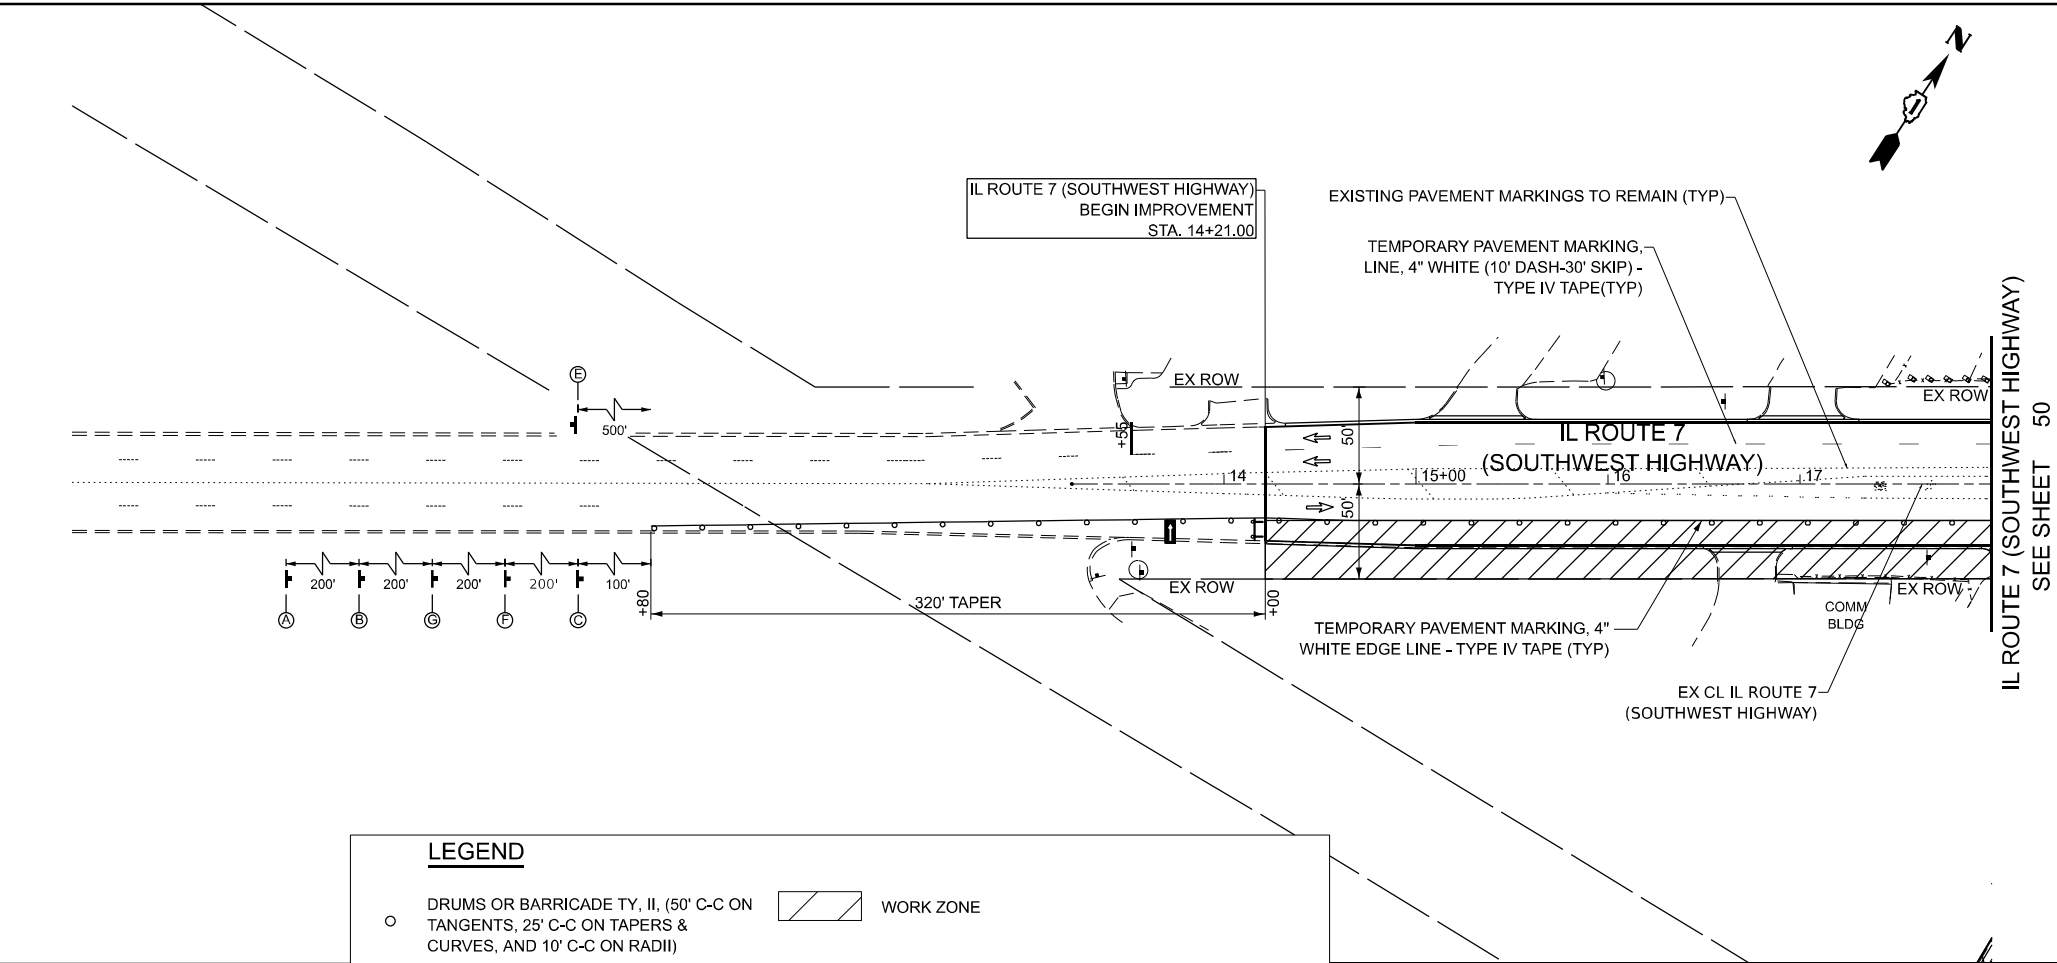 N
IL ROUTE 7 (SOUTHWEST HIGHWAY)
BEGIN IMPROVEMENT
STA. 14+21.00
EXISTING PAVEMENT MARKINGS TO REMAIN (TYP)
TEMPORARY PAVEMENT MARKING,
LINE, 4" WHITE (10' DASH-30' SKIP) -
TYPE IV TAPE(TYP)
E
500'
EX ROW
+55
50'
EX ROW
IL ROUTE 7
(SOUTHWEST HIGHWAY)
14
15+00
16
17
50'
200'
200'
200'
200'
100'
A
B
G
F
C
+80
320' TAPER
+00
EX ROW
EX ROW
COMM
BLDG
TEMPORARY PAVEMENT MARKING, 4"
WHITE EDGE LINE - TYPE IV TAPE (TYP)
EX CL IL ROUTE 7
(SOUTHWEST HIGHWAY)
IL ROUTE 7 (SOUTHWEST HIGHWAY)
SEE SHEET 50
LEGEND
DRUMS OR BARRICADE TY, II, (50' C-C ON
TANGENTS, 25' C-C ON TAPERS &
CURVES, AND 10' C-C ON RADII)
WORK ZONE